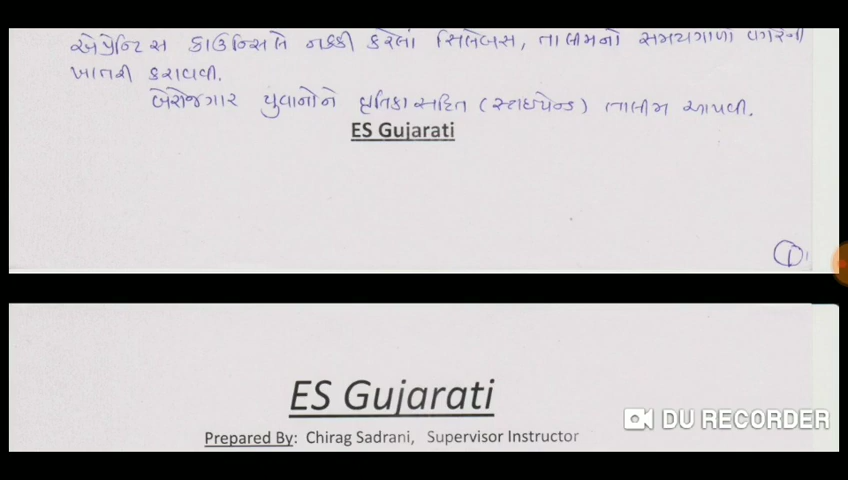 એપ્રેન્ટિસ કાઉન્સિલે નક્કી કરેલાં સિલેબસ, તાલીમનો સમયગાળો વગેરેની
ખાતરી કરાવવી.
બેરોજગાર યુવાનોને વૃતિકા સહિત (સ્ટાઇપેન્ડ) તાલીમ આપવી.
ES Gujarati
1
ES Gujarati
DU RECORDER
Prepared By: Chirag Sadrani, Supervisor Instructor